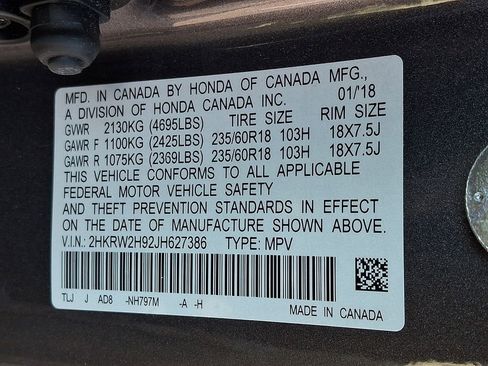 MFD. IN CANADA BY HONDA OF CANADA MFG.,
A DIVISION OF HONDA CANADA INC. 01/'18
GVWR 2130KG (4695LBS) TIRE SIZE RIM SIZE
GAWR F 1100KG (2425LBS) 235/60R18 103H 18X7.5J
GAWR R 1075KG (2369LBS) 235/60R18 103H 18X7.5J
THIS VEHICLE CONFORMS TO ALL APPLICABLE
FEDERAL MOTOR VEHICLE SAFETY
AND THEFT PREVENTION STANDARDS IN EFFECT
ON THE DATE OF MANUFACTURE SHOWN ABOVE.
V.I.N.: 2HKRW2H92JH627386 TYPE: MPV
TLJ J AD8 -NH797M -A -H
MADE IN CANADA